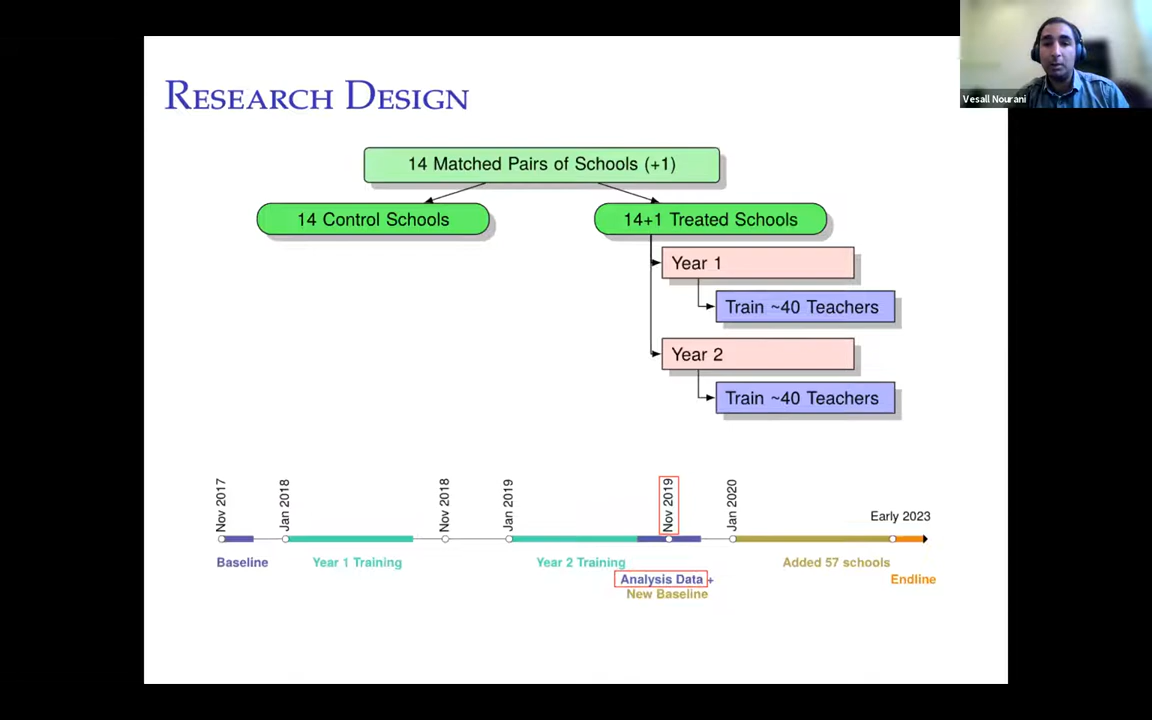 Vesall Nourani
RESEARCH DESIGN
14 Matched Pairs of Schools (+1)
14 Control Schools
14+1 Treated Schools
Year 1
Train ~40 Teachers
Year 2
Train ~40 Teachers
Nov 2017
Jan 2018
Nov 2018
Jan 2019
Nov 2019
Jan 2020
Early 2023
Baseline
Year 1 Training
Year 2 Training
Added 57 schools
Analysis Data +
Endline
New Baseline